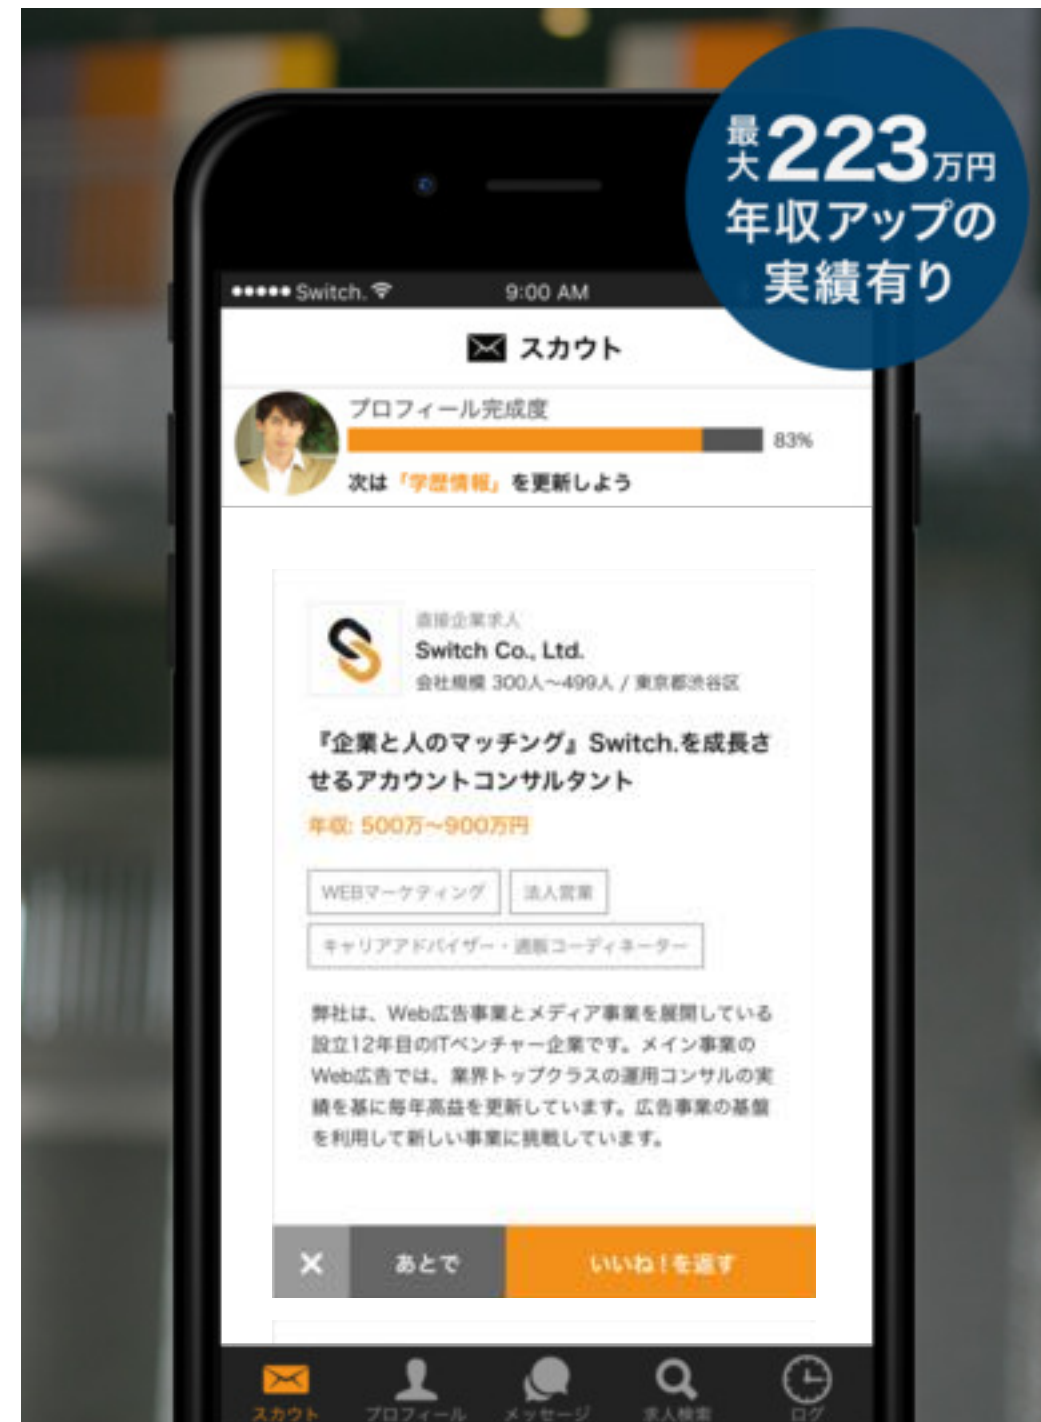 最大223万円
年収アップの
実績有り
Switch.
9:00 AM
スカウト
プロフィール完成度
83%
次は「学歴情報」を更新しよう
直接企業求人
Switch Co., Ltd.
会社規模 300人〜499人 / 東京都渋谷区
『企業と人のマッチング』Switch.を成長さ
せるアカウントコンサルタント
年収: 500万〜900万円
WEBマーケティング
法人営業
キャリアアドバイザー・通販コーディネーター
弊社は、Web広告事業とメディア事業を展開している
設立12年目のITベンチャー企業です。メイン事業の
Web広告では、業界トップクラスの運用コンサルの実
績を基に毎年高益を更新しています。広告事業の基盤
を利用して新しい事業に挑戦しています。
あとで
いいね！を返す
スカウト
プロフィール
メッセージ
求人検索
ログ